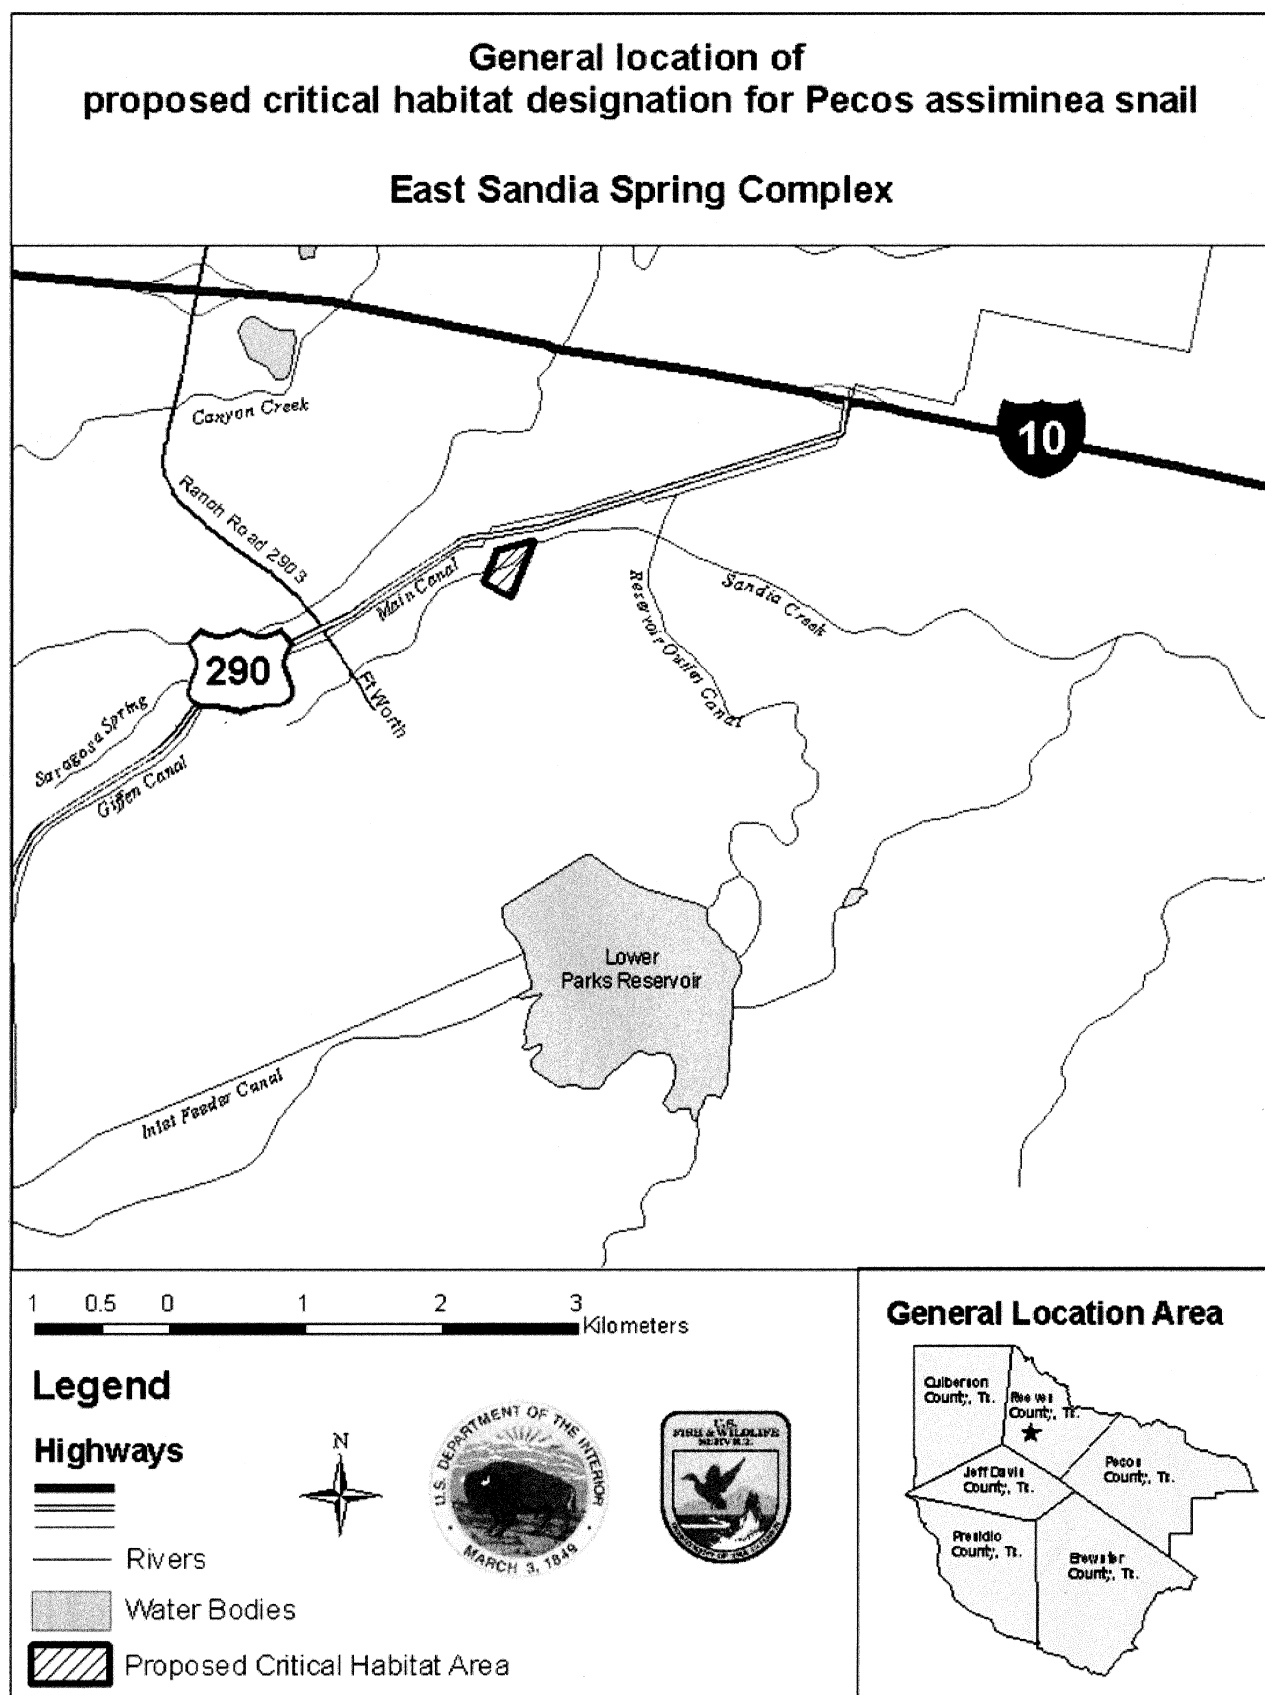 General location of
proposed critical habitat designation for Pecos assiminea snail
East Sandia Spring Complex
Canyon Creek
10
Ranch Road 2903
Main Canal
Sandia Creek
Reservoir Outlet Canal
290
Ft Worth
Saragosa Spring
Giffen Canal
Lower
Parks Reservoir
Inlet Feeder Canal
1 0.5 0 1 2 3
Kilometers
Legend
Highways
Rivers
Water Bodies
Proposed Critical Habitat Area
N
U.S. DEPARTMENT OF THE INTERIOR
MARCH 3, 1849
U.S.
FISH & WILDLIFE
SERVICE
General Location Area
Culberson
County, Tx.
Reeves
County, Tx.
Jeff Davis
County, Tx.
Pecos
County, Tx.
Presidio
County, Tx.
Brewster
County, Tx.